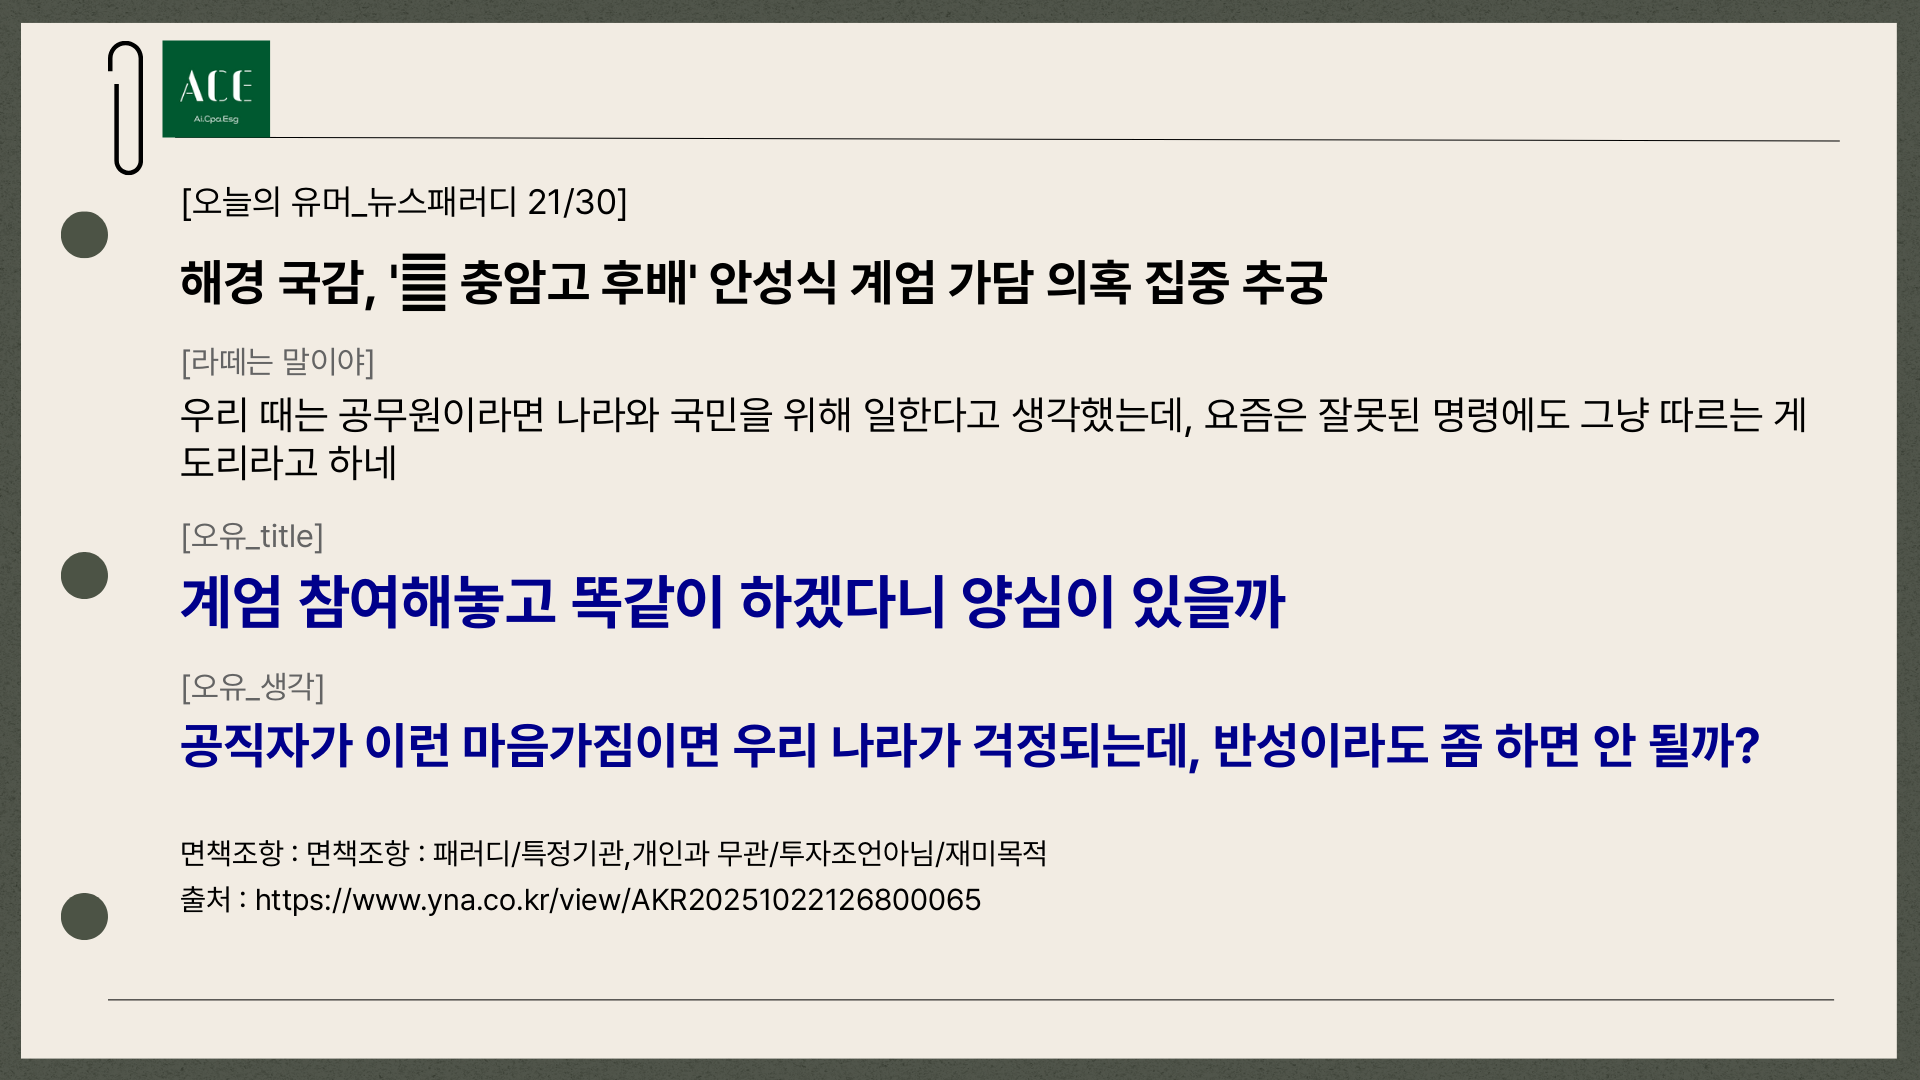 ACE
Ai.Cpa.Esg
[오늘의 유머_뉴스패러디 21/30]
해경 국감, ' 충암고 후배' 안성식 계엄 가담 의혹 집중 추궁
[라떼는 말이야]
우리 때는 공무원이라면 나라와 국민을 위해 일한다고 생각했는데, 요즘은 잘못된 명령에도 그냥 따르는 게
도리라고 하네
[오유_title]
계엄 참여해놓고 똑같이 하겠다니 양심이 있을까
[오유_생각]
공직자가 이런 마음가짐이면 우리 나라가 걱정되는데, 반성이라도 좀 하면 안 될까?
면책조항 : 면책조항 : 패러디/특정기관,개인과 무관/투자조언아님/재미목적
출처 : https://www.yna.co.kr/view/AKR20251022126800065